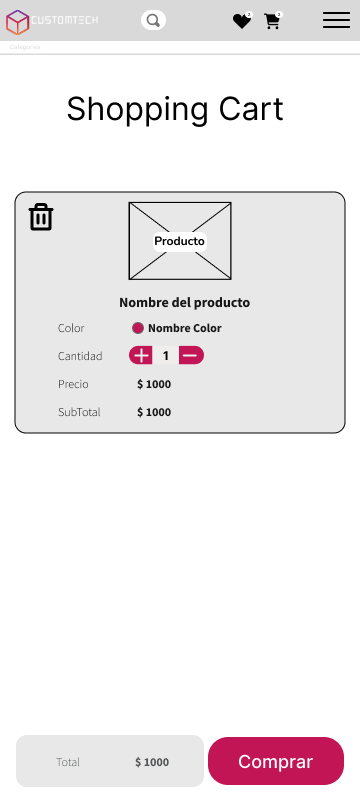 CUSTOMTECH
Categorías
Shopping Cart
Producto
Nombre del producto
Color Nombre Color
Cantidad + 1 −
Precio $ 1000
SubTotal $ 1000
Total $ 1000
Comprar